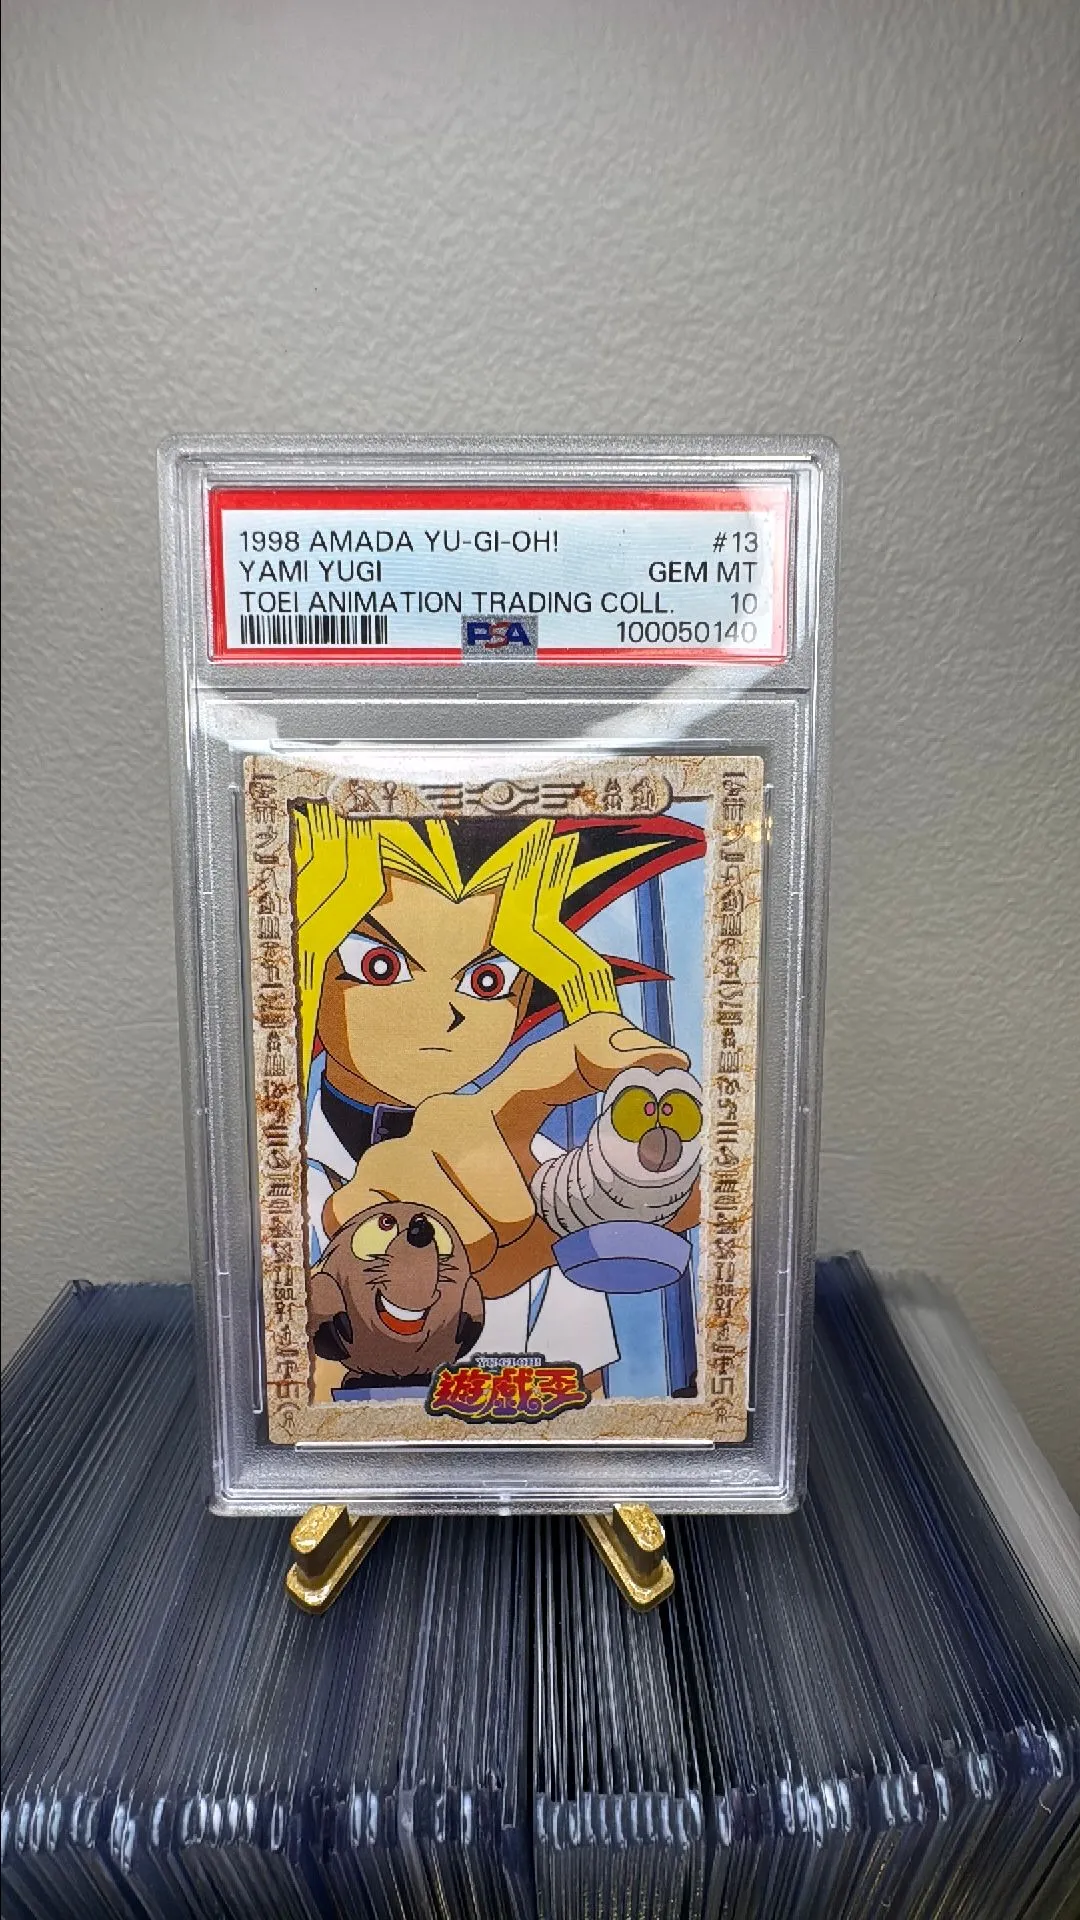 1998 AMADA YU-GI-OH! #13
YAMI YUGI GEM MT
TOEI ANIMATION TRADING COLL. 10
PSA 100050140
YU-GI-OH!
遊戯王